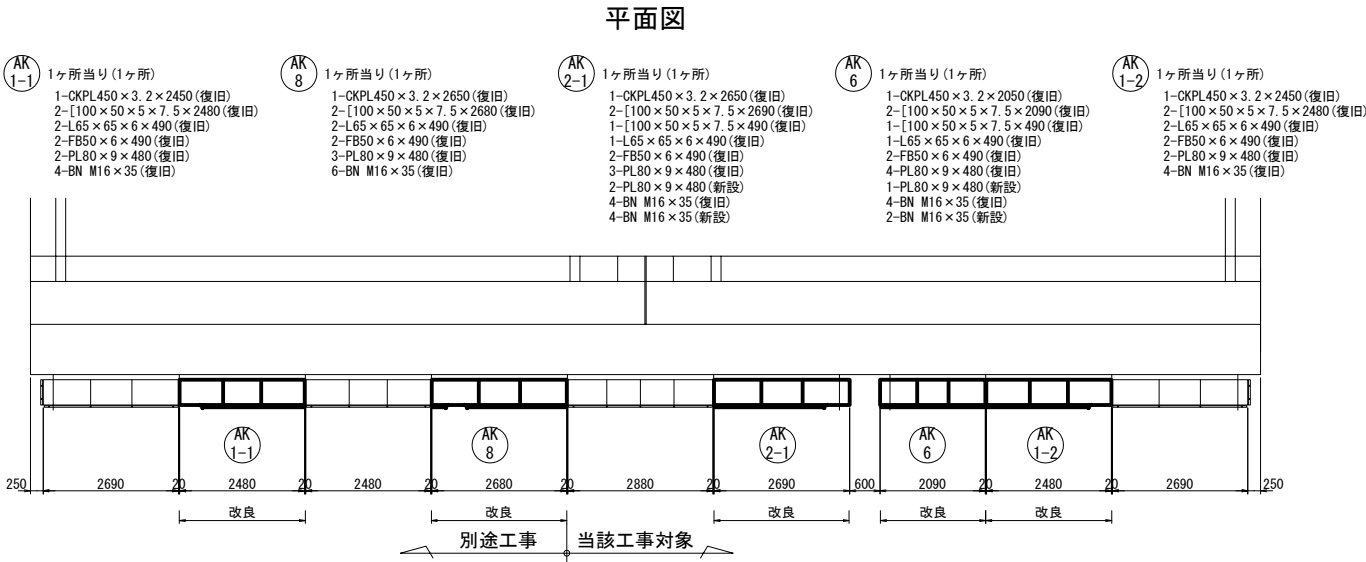 平面図
AK
1-1
1ヶ所当り(1ヶ所)
1-CKPL450×3.2×2450(復旧)
2-[100×50×5×7.5×2480(復旧)
2-L65×65×6×490(復旧)
2-FB50×6×490(復旧)
2-PL80×9×480(復旧)
4-BN M16×35(復旧)
AK
8
1ヶ所当り(1ヶ所)
1-CKPL450×3.2×2650(復旧)
2-[100×50×5×7.5×2680(復旧)
2-L65×65×6×490(復旧)
2-FB50×6×490(復旧)
3-PL80×9×480(復旧)
6-BN M16×35(復旧)
AK
2-1
1ヶ所当り(1ヶ所)
1-CKPL450×3.2×2650(復旧)
2-[100×50×5×7.5×2690(復旧)
1-[100×50×5×7.5×490(復旧)
1-L65×65×6×490(復旧)
2-FB50×6×490(復旧)
3-PL80×9×480(復旧)
2-PL80×9×480(新設)
4-BN M16×35(復旧)
4-BN M16×35(新設)
AK
6
1ヶ所当り(1ヶ所)
1-CKPL450×3.2×2050(復旧)
2-[100×50×5×7.5×2090(復旧)
1-[100×50×5×7.5×490(復旧)
1-L65×65×6×490(復旧)
2-FB50×6×490(復旧)
4-PL80×9×480(復旧)
1-PL80×9×480(新設)
4-BN M16×35(復旧)
2-BN M16×35(新設)
AK
1-2
1ヶ所当り(1ヶ所)
1-CKPL450×3.2×2450(復旧)
2-[100×50×5×7.5×2480(復旧)
2-L65×65×6×490(復旧)
2-FB50×6×490(復旧)
2-PL80×9×480(復旧)
4-BN M16×35(復旧)
AK
1-1
AK
8
AK
2-1
AK
6
AK
1-2
250 2690 20 2480 20 2480 20 2680 20 2880 20 2690 600 2090 20 2480 20 2690 250
改良 改良 改良 改良 改良
別途工事 当該工事対象